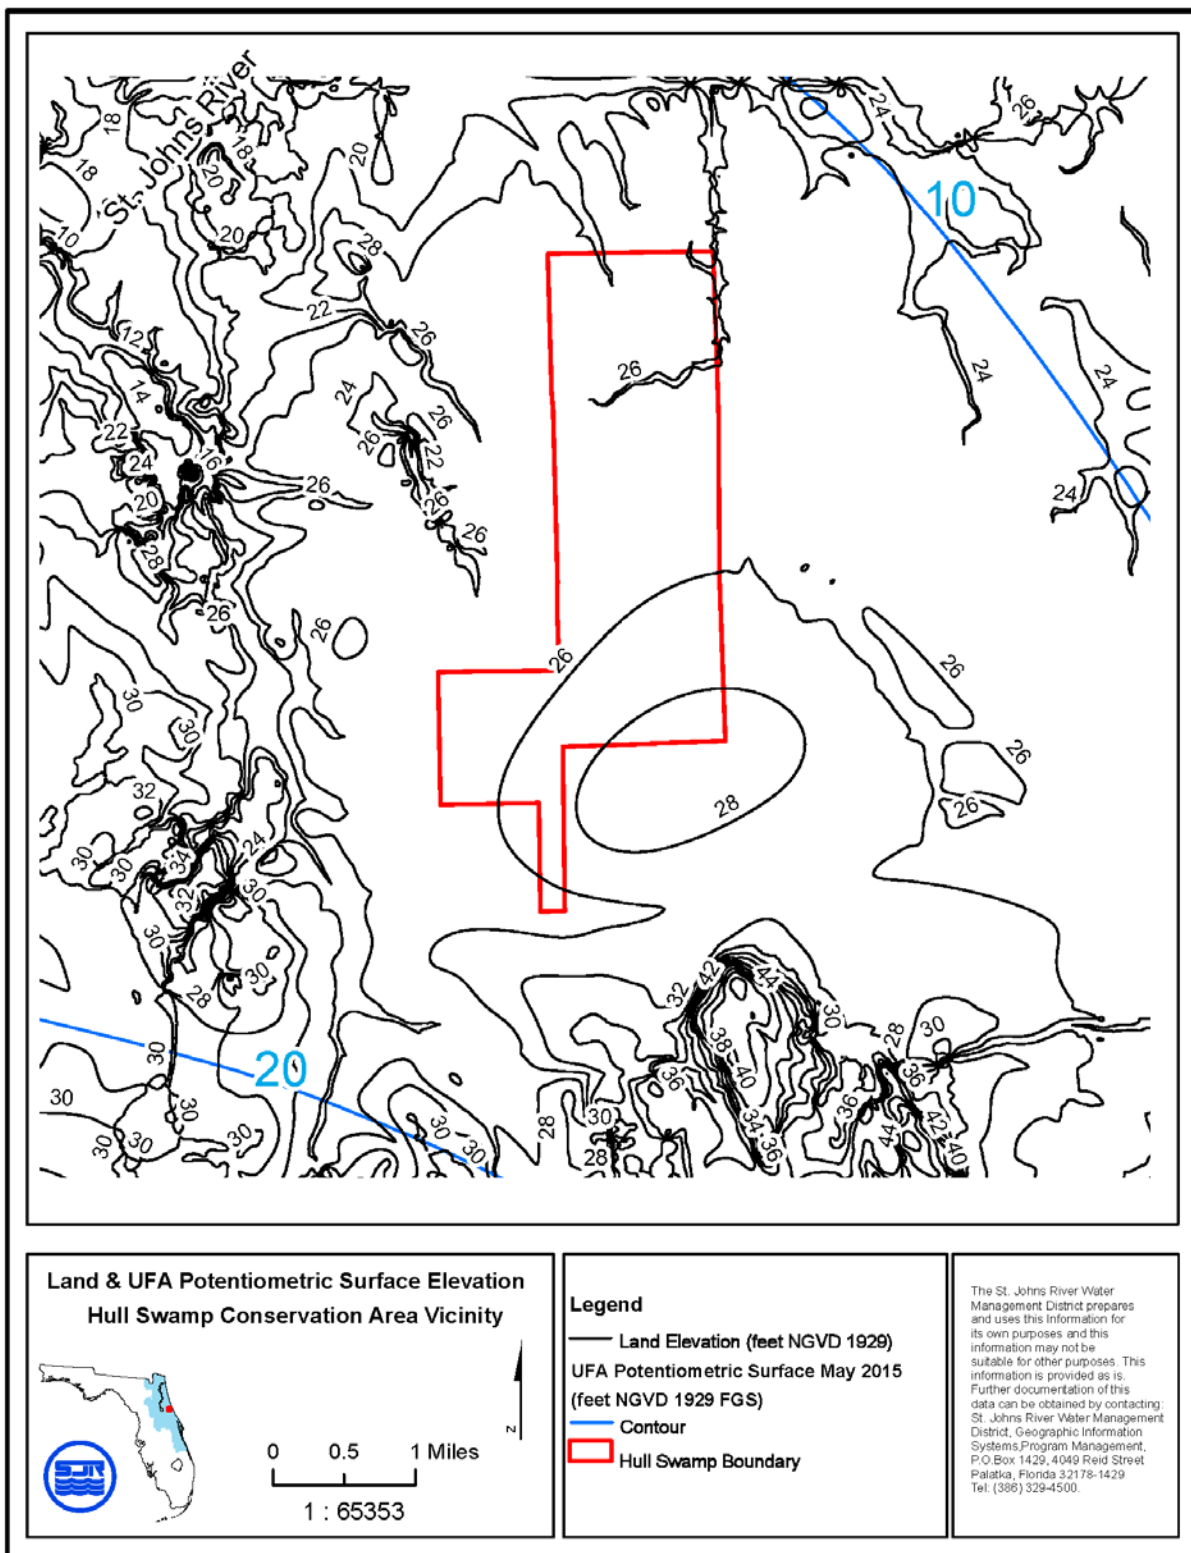 St. Johns River
18
18
18
18
20
20
20
10
28
22
12
14
22
24
20
28
16
26
26
24
26
26
22
26
26
26
26
24
26
10
24
24
24
26
26
26
26
26
28
30
30
32
30
30
34
32
24
30
30
30
28
30
20
30
30
30
30
30
30
30
28
30
28
32
42
44
30
38
40
36
34
36
28
30
36
36
44
42
40
Land & UFA Potentiometric Surface Elevation
Hull Swamp Conservation Area Vicinity
SJR
0 0.5 1 Miles
1 : 65353
z
Legend
Land Elevation (feet NGVD 1929)
UFA Potentiometric Surface May 2015
(feet NGVD 1929 FGS)
Contour
Hull Swamp Boundary
The St. Johns River Water
Management District prepares
and uses this Information for
its own purposes and this
information may not be
suitable for other purposes. This
information is provided as is.
Further documentation of this
data can be obtained by contacting:
St. Johns River Water Management
District, Geographic Information
Systems,Program Management,
P.O.Box 1429, 4049 Reid Street
Palatka, Florida 32178-1429
Tel: (386) 329-4500.